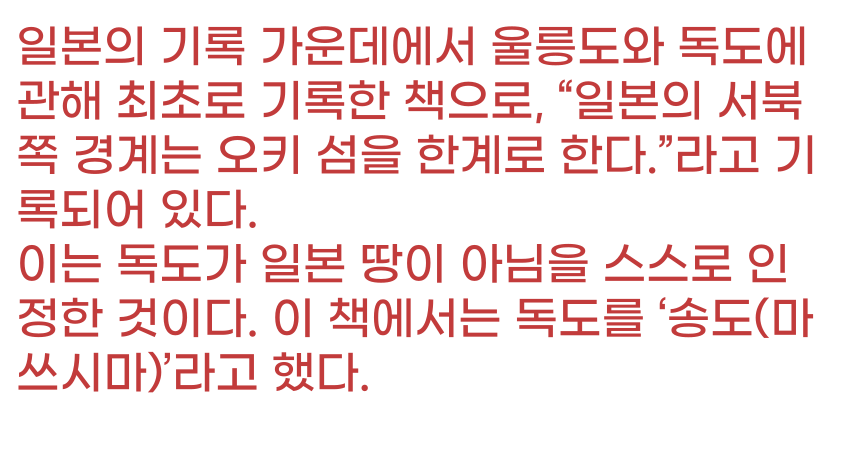 일본의 기록 가운데에서 울릉도와 독도에
관해 최초로 기록한 책으로, “일본의 서북
쪽 경계는 오키 섬을 한계로 한다.”라고 기
록되어 있다.
이는 독도가 일본 땅이 아님을 스스로 인
정한 것이다. 이 책에서는 독도를 ‘송도(마
쓰시마)’라고 했다.